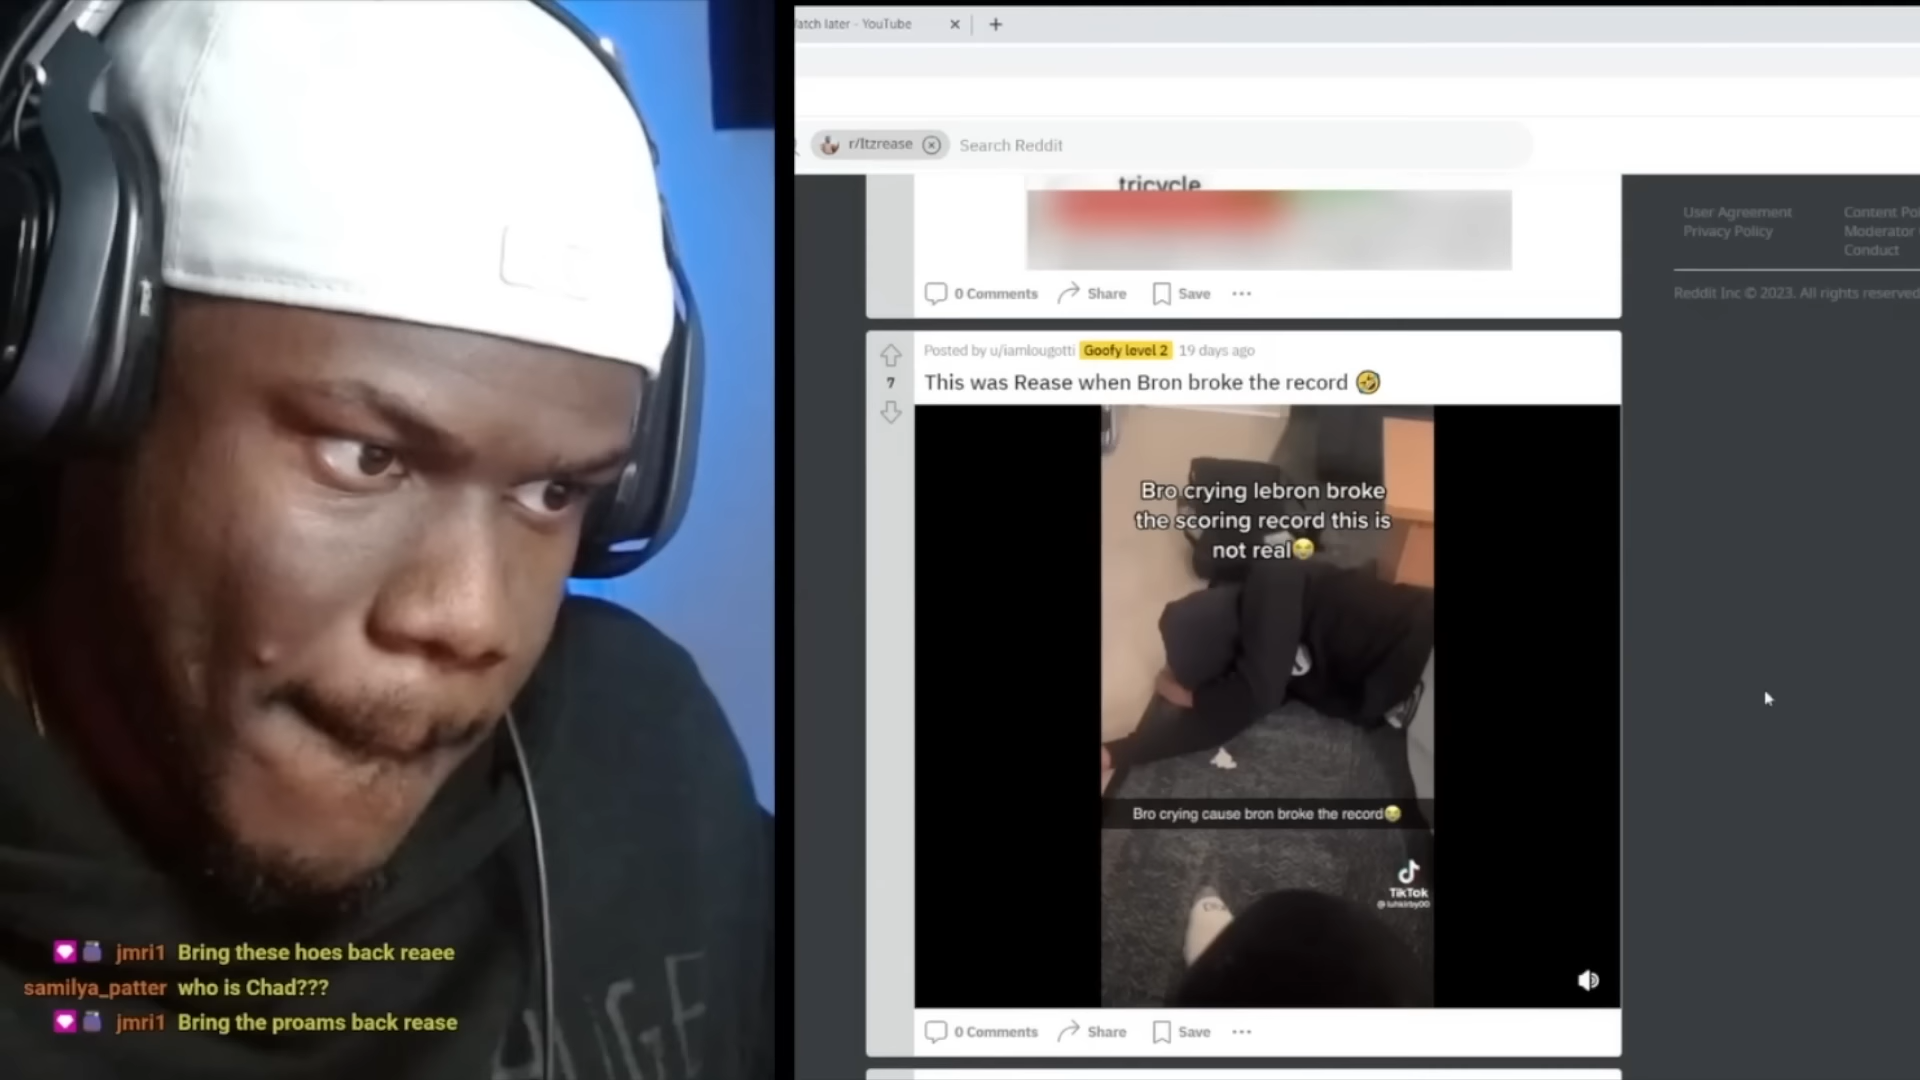 atch later - YouTube
r/Itzrease
Search Reddit
tricycle
0 Comments
Share
Save
User Agreement
Privacy Policy
Content Pol
Moderator
Conduct
Reddit Inc © 2023. All rights reserved
Posted by u/iamlougotti Goofy level 2 19 days ago
7
This was Rease when Bron broke the record 🤣
Bro crying lebron broke
the scoring record this is
not real😭
Bro crying cause bron broke the record😭
TikTok
0 Comments
Share
Save
jmri1 Bring these hoes back reaee
samilya_patter who is Chad???
jmri1 Bring the proams back rease